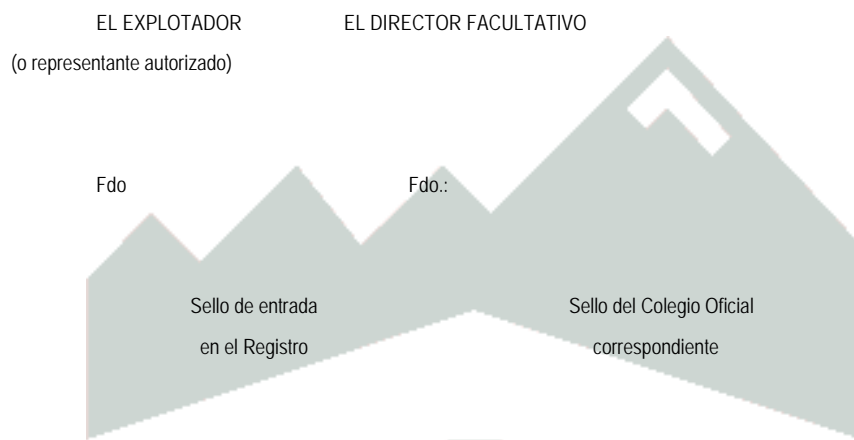 EL EXPLOTADOR EL DIRECTOR FACULTATIVO
(o representante autorizado)
Fdo Fdo.:
Sello de entrada Sello del Colegio Oficial
en el Registro correspondiente